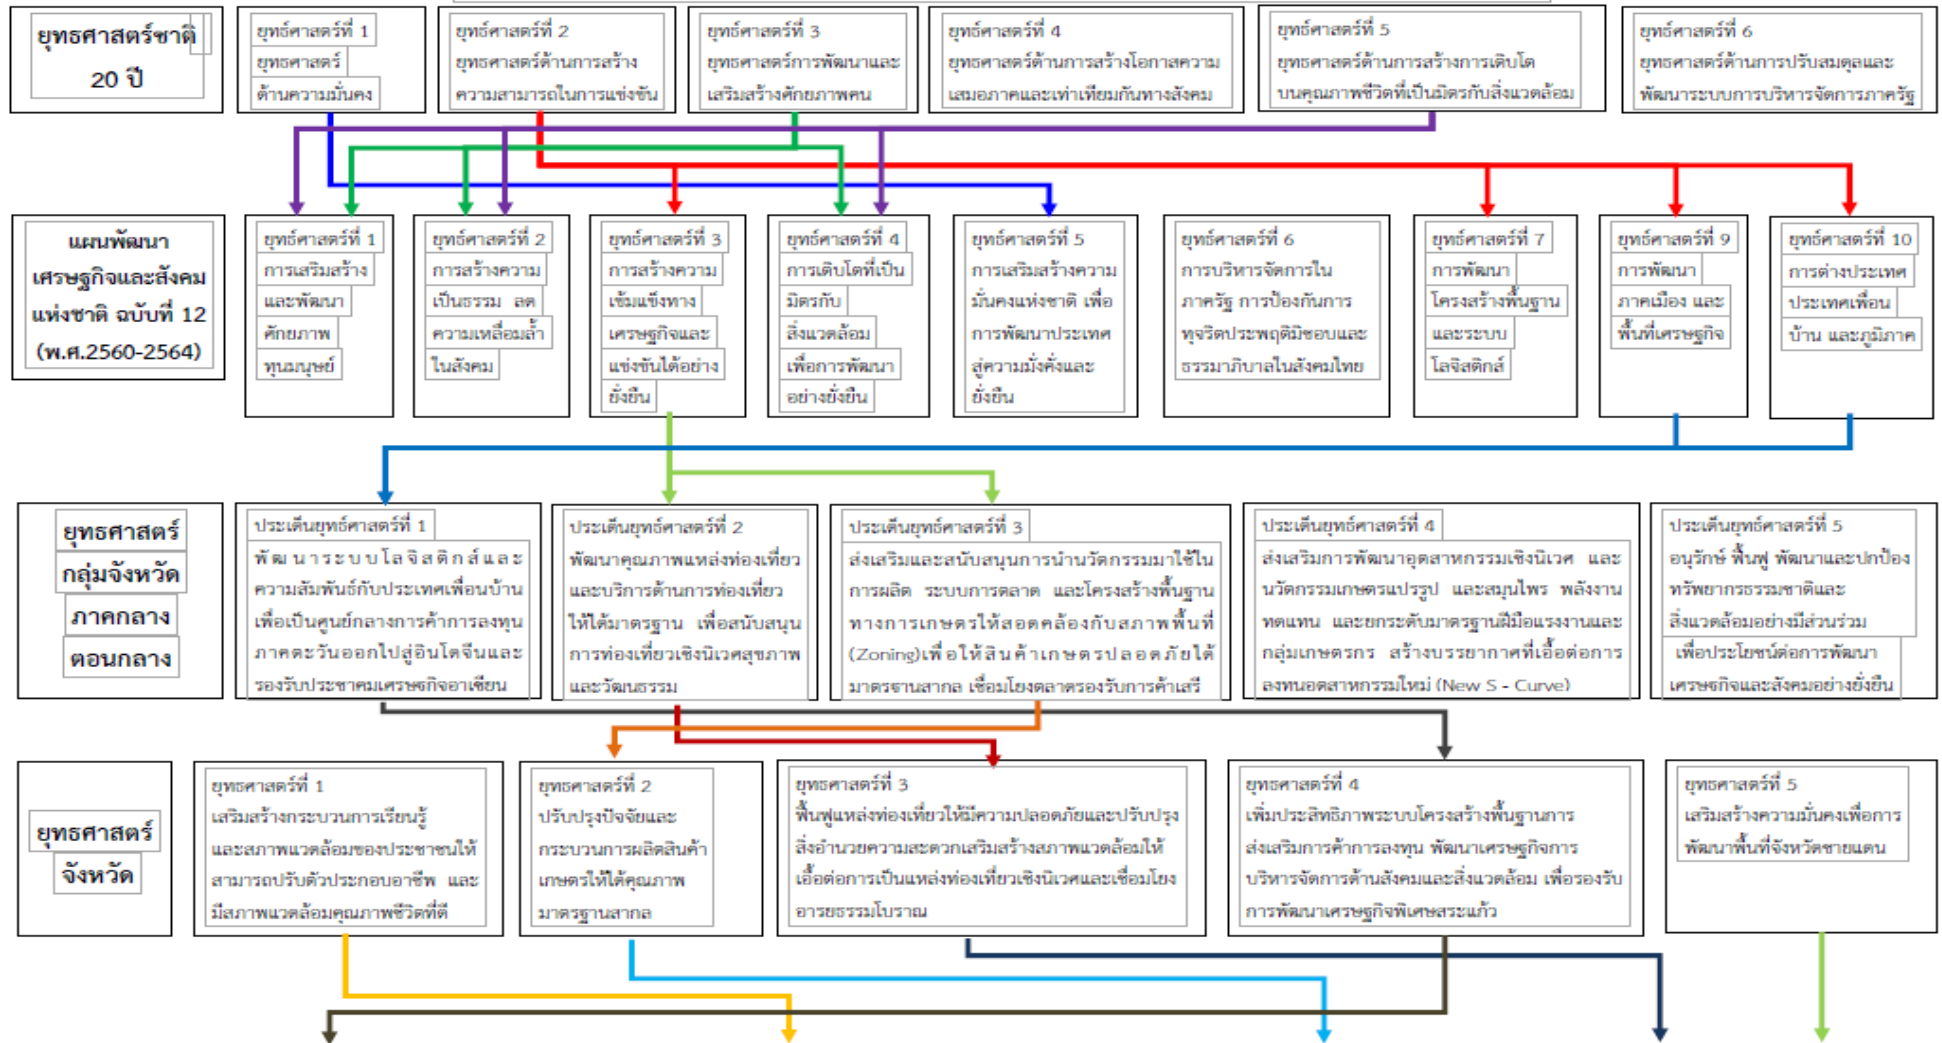 ยุทธศาสตร์ชาติ
20 ปี
ยุทธ์ศาสตร์ที่ 1
ยุทธศาสตร์
ด้านความมั่นคง
ยุทธ์ศาสตร์ที่ 2
ยุทธศาสตร์ด้านการสร้าง
ความสามารถในการแข่งขัน
ยุทธ์ศาสตร์ที่ 3
ยุทธศาสตร์การพัฒนาและ
เสริมสร้างศักยภาพคน
ยุทธ์ศาสตร์ที่ 4
ยุทธศาสตร์ด้านการสร้างโอกาสความ
เสมอภาคและเท่าเทียมกันทางสังคม
ยุทธ์ศาสตร์ที่ 5
ยุทธศาสตร์ด้านการสร้างการเติบโต
บนคุณภาพชีวิตที่เป็นมิตรกับสิ่งแวดล้อม
ยุทธ์ศาสตร์ที่ 6
ยุทธศาสตร์ด้านการปรับสมดุลและ
พัฒนาระบบการบริหารจัดการภาครัฐ
แผนพัฒนา
เศรษฐกิจและสังคม
แห่งชาติ ฉบับที่ 12
(พ.ศ.2560-2564)
ยุทธ์ศาสตร์ที่ 1
การเสริมสร้าง
และพัฒนา
ศักยภาพ
ทุนมนุษย์
ยุทธ์ศาสตร์ที่ 2
การสร้างความ
เป็นธรรม ลด
ความเหลื่อมล้ำ
ในสังคม
ยุทธ์ศาสตร์ที่ 3
การสร้างความ
เข้มแข็งทาง
เศรษฐกิจและ
แข่งขันได้อย่าง
ยั่งยืน
ยุทธ์ศาสตร์ที่ 4
การเติบโตที่เป็น
มิตรกับ
สิ่งแวดล้อม
เพื่อการพัฒนา
อย่างยั่งยืน
ยุทธ์ศาสตร์ที่ 5
การเสริมสร้างความ
มั่นคงแห่งชาติ เพื่อ
การพัฒนาประเทศ
สู่ความมั่งคั่งและ
ยั่งยืน
ยุทธ์ศาสตร์ที่ 6
การบริหารจัดการใน
ภาครัฐ การป้องกันการ
ทุจริตประพฤติมิชอบและ
ธรรมาภิบาลในสังคมไทย
ยุทธ์ศาสตร์ที่ 7
การพัฒนา
โครงสร้างพื้นฐาน
และระบบ
โลจิสติกส์
ยุทธ์ศาสตร์ที่ 9
การพัฒนา
ภาคเมือง และ
พื้นที่เศรษฐกิจ
ยุทธ์ศาสตร์ที่ 10
การต่างประเทศ
ประเทศเพื่อน
บ้าน และภูมิภาค
ยุทธศาสตร์
กลุ่มจังหวัด
ภาคกลาง
ตอนกลาง
ประเด็นยุทธ์ศาสตร์ที่ 1
พัฒนาระบบโลจิสติกส์และ
ความสัมพันธ์กับประเทศเพื่อนบ้าน
เพื่อเป็นศูนย์กลางการค้าการลงทุน
ภาคตะวันออกไปสู่อินโดจีนและ
รองรับประชาคมเศรษฐกิจอาเซียน
ประเด็นยุทธ์ศาสตร์ที่ 2
พัฒนาคุณภาพแหล่งท่องเที่ยว
และบริการด้านการท่องเที่ยว
ให้ได้มาตรฐาน เพื่อสนับสนุน
การท่องเที่ยวเชิงนิเวศสุขภาพ
และวัฒนธรรม
ประเด็นยุทธ์ศาสตร์ที่ 3
ส่งเสริมและสนับสนุนการนำนวัตกรรมมาใช้ใน
การผลิต ระบบการตลาด และโครงสร้างพื้นฐาน
ทางการเกษตรให้สอดคล้องกับสภาพพื้นที่
(Zoning)เพื่อให้สินค้าเกษตรปลอดภัยได้
มาตรฐานสากล เชื่อมโยงตลาดรองรับการค้าเสรี
ประเด็นยุทธ์ศาสตร์ที่ 4
ส่งเสริมการพัฒนาอุตสาหกรรมเชิงนิเวศ และ
นวัตกรรมเกษตรแปรรูป และสมุนไพร พลังงาน
ทดแทน และยกระดับมาตรฐานฝีมือแรงงานและ
กลุ่มเกษตรกร สร้างบรรยากาศที่เอื้อต่อการ
ลงทุนอุตสาหกรรมใหม่ (New S - Curve)
ประเด็นยุทธ์ศาสตร์ที่ 5
อนุรักษ์ ฟื้นฟู พัฒนาและปกป้อง
ทรัพยากรธรรมชาติและ
สิ่งแวดล้อมอย่างมีส่วนร่วม
เพื่อประโยชน์ต่อการพัฒนา
เศรษฐกิจและสังคมอย่างยั่งยืน
ยุทธศาสตร์
จังหวัด
ยุทธศาสตร์ที่ 1
เสริมสร้างกระบวนการเรียนรู้
และสภาพแวดล้อมของประชาชนให้
สามารถปรับตัวประกอบอาชีพ และ
มีสภาพแวดล้อมคุณภาพชีวิตที่ดี
ยุทธศาสตร์ที่ 2
ปรับปรุงปัจจัยและ
กระบวนการผลิตสินค้า
เกษตรให้ได้คุณภาพ
มาตรฐานสากล
ยุทธศาสตร์ที่ 3
ฟื้นฟูแหล่งท่องเที่ยวให้มีความปลอดภัยและปรับปรุง
สิ่งอำนวยความสะดวกเสริมสร้างสภาพแวดล้อมให้
เอื้อต่อการเป็นแหล่งท่องเที่ยวเชิงนิเวศและเชื่อมโยง
อารยธรรมโบราณ
ยุทธศาสตร์ที่ 4
เพิ่มประสิทธิภาพระบบโครงสร้างพื้นฐานการ
ส่งเสริมการค้าการลงทุน พัฒนาเศรษฐกิจการ
บริหารจัดการด้านสังคมและสิ่งแวดล้อม เพื่อรองรับ
การพัฒนาเศรษฐกิจพิเศษสระแก้ว
ยุทธศาสตร์ที่ 5
เสริมสร้างความมั่นคงเพื่อการ
พัฒนาพื้นที่จังหวัดชายแดน